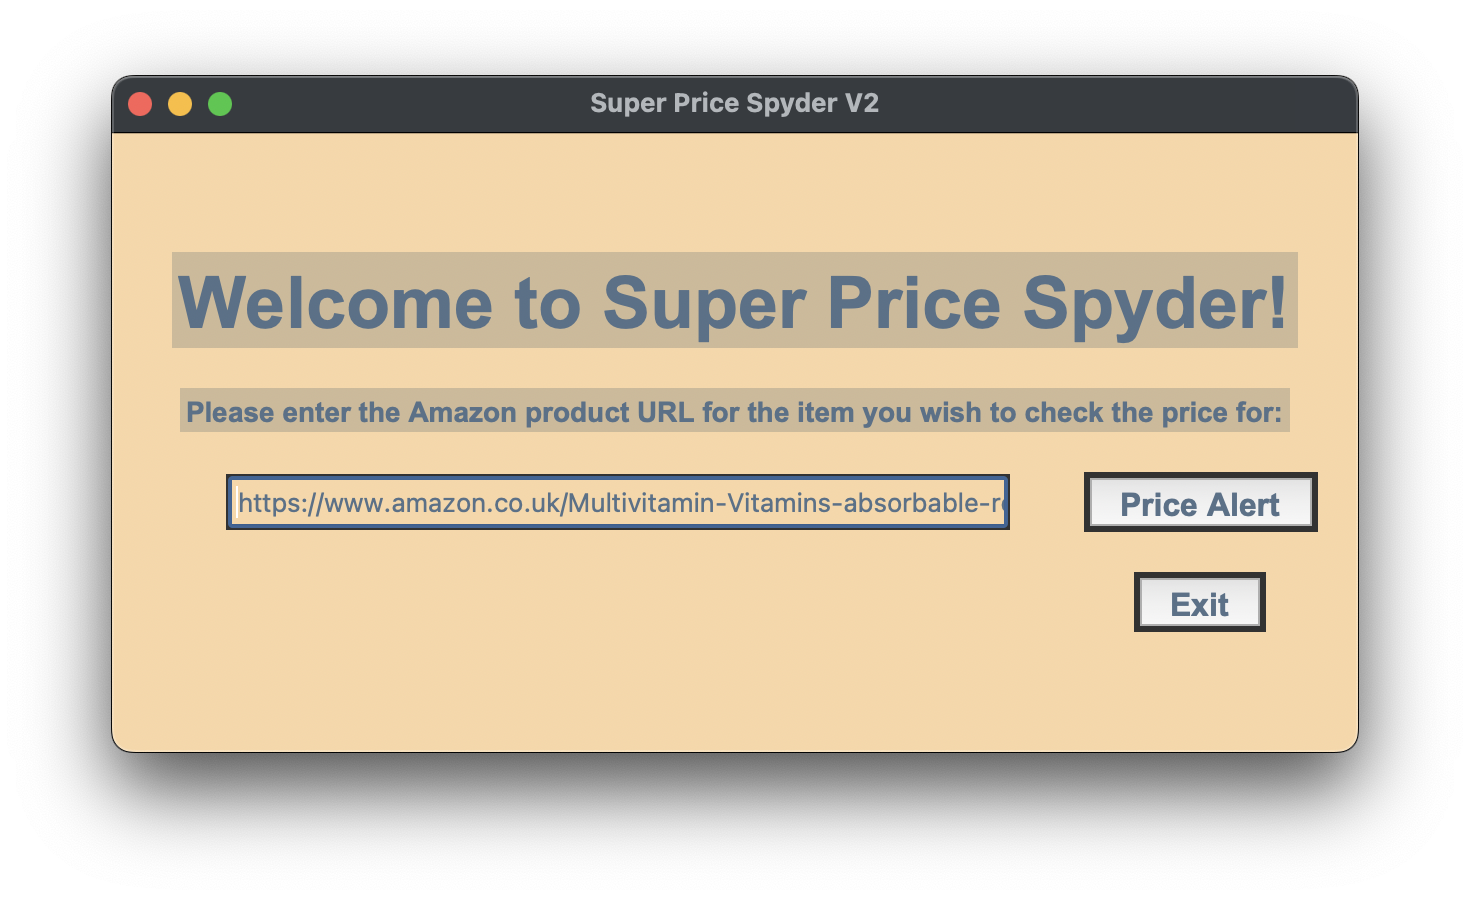 Super Price Spyder V2
Welcome to Super Price Spyder!
Please enter the Amazon product URL for the item you wish to check the price for:
https://www.amazon.co.uk/Multivitamin-Vitamins-absorbable-re
Price Alert
Exit